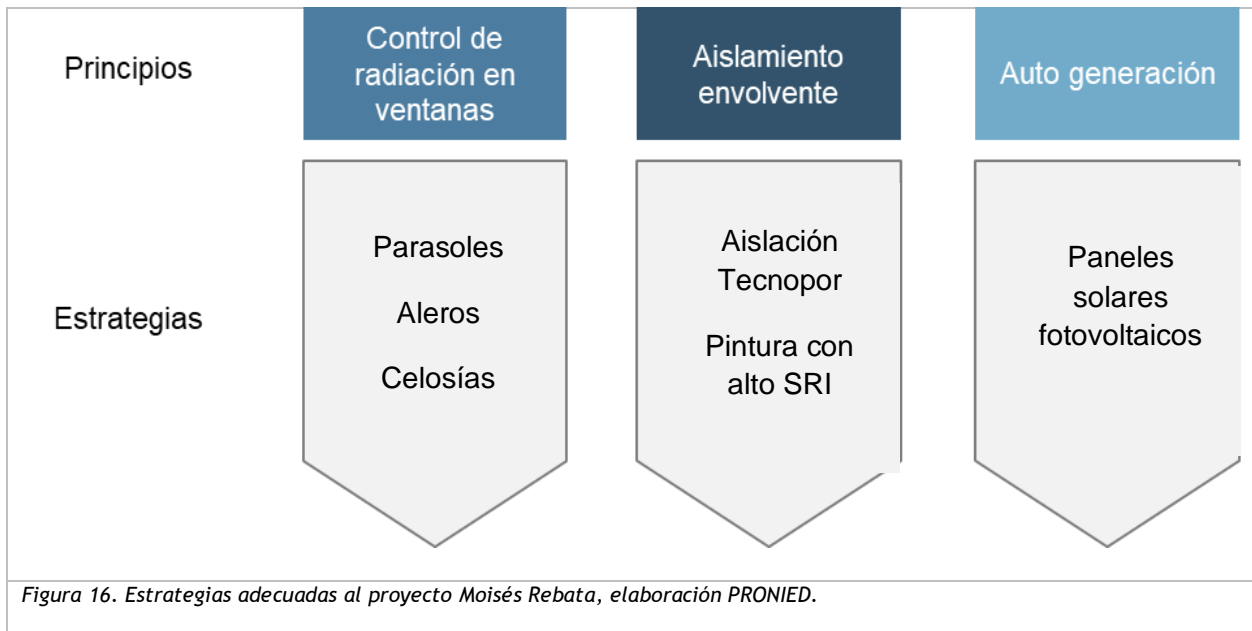 Principios
Control de
radiación en
ventanas
Aislamiento
envolvente
Auto generación
Estrategias
Parasoles
Aleros
Celosías
Aislación
Tecnopor
Pintura con
alto SRI
Paneles
solares
fotovoltaicos
Figura 16. Estrategias adecuadas al proyecto Moisés Rebata, elaboración PRONIED.